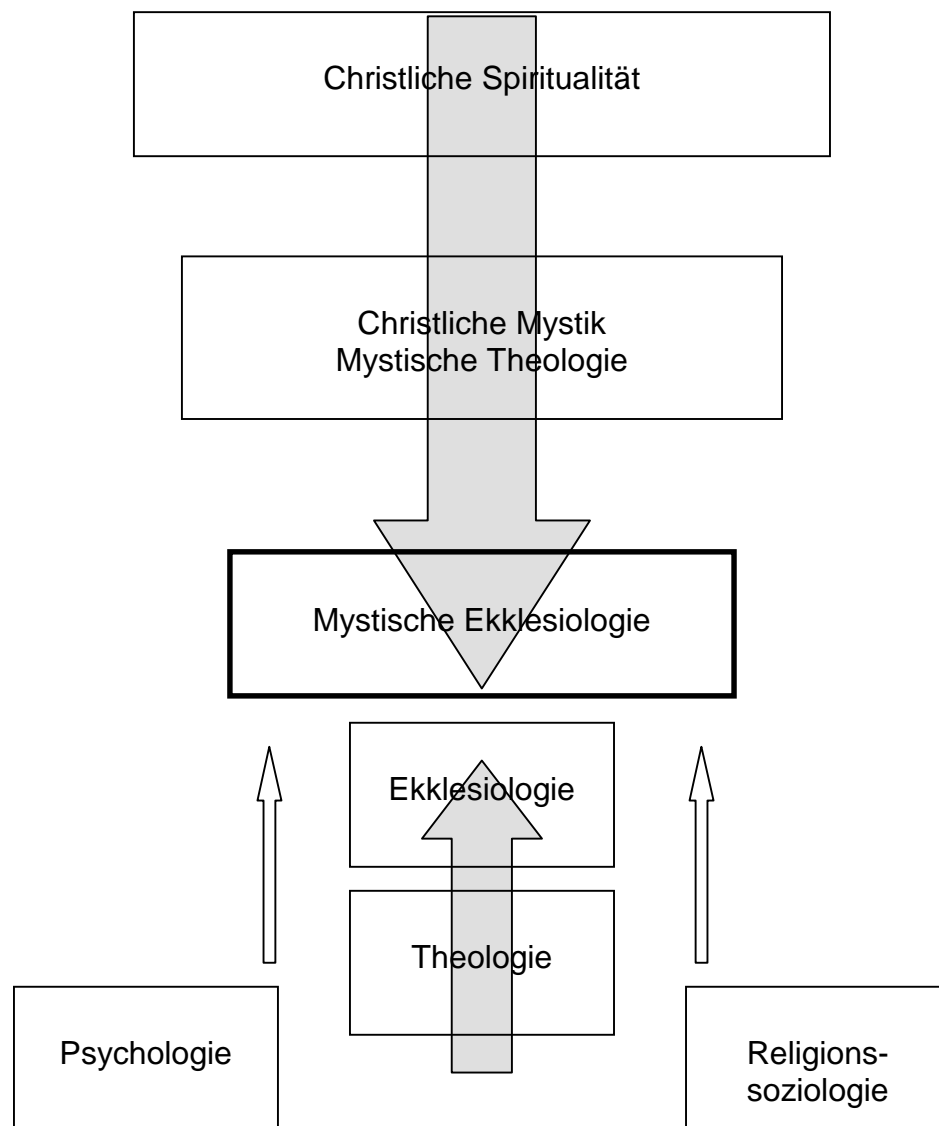 Christliche Spiritualität
Christliche Mystik
Mystische Theologie
Mystische Ekklesiologie
Ekklesiologie
Theologie
Psychologie
Religions-
soziologie